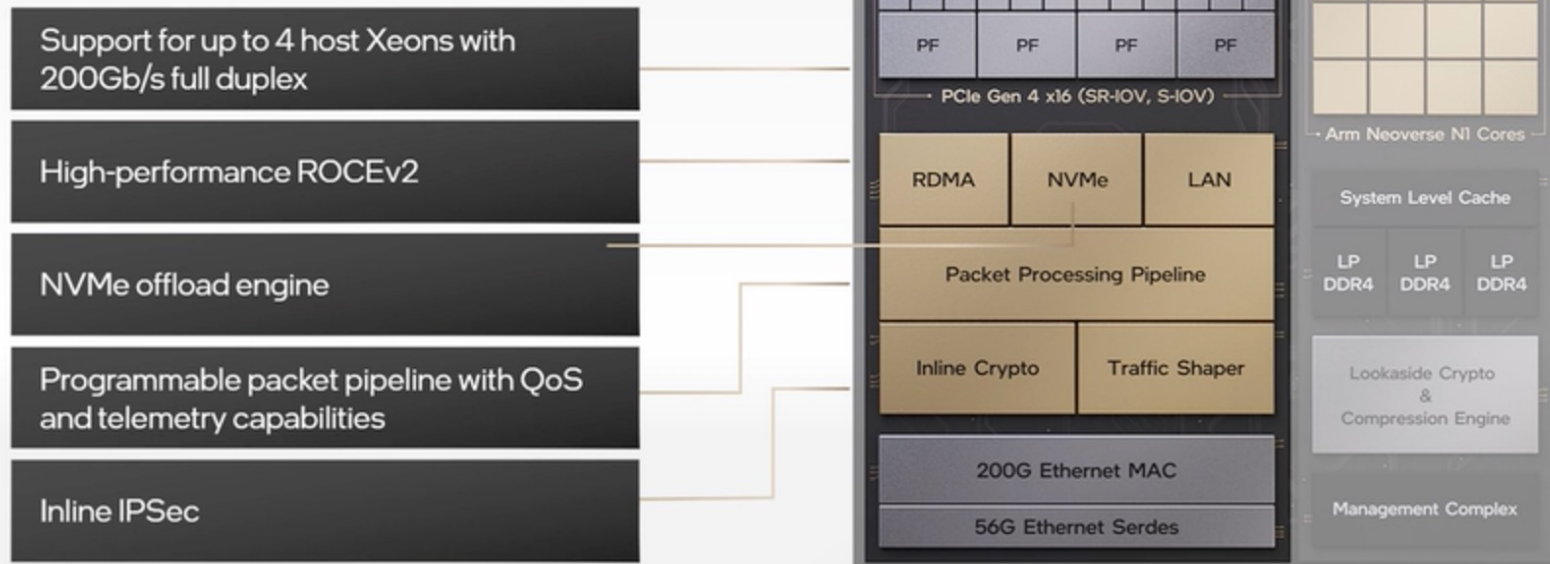 Support for up to 4 host Xeons with
200Gb/s full duplex
High-performance ROCEv2
NVMe offload engine
Programmable packet pipeline with QoS
and telemetry capabilities
Inline IPSec
PF PF PF PF
PCIe Gen 4 x16 (SR-IOV, S-IOV)
RDMA NVMe LAN
Packet Processing Pipeline
Inline Crypto Traffic Shaper
200G Ethernet MAC
56G Ethernet Serdes
Arm Neoverse N1 Cores
System Level Cache
LP LP LP
DDR4 DDR4 DDR4
Lookaside Crypto
&
Compression Engine
Management Complex